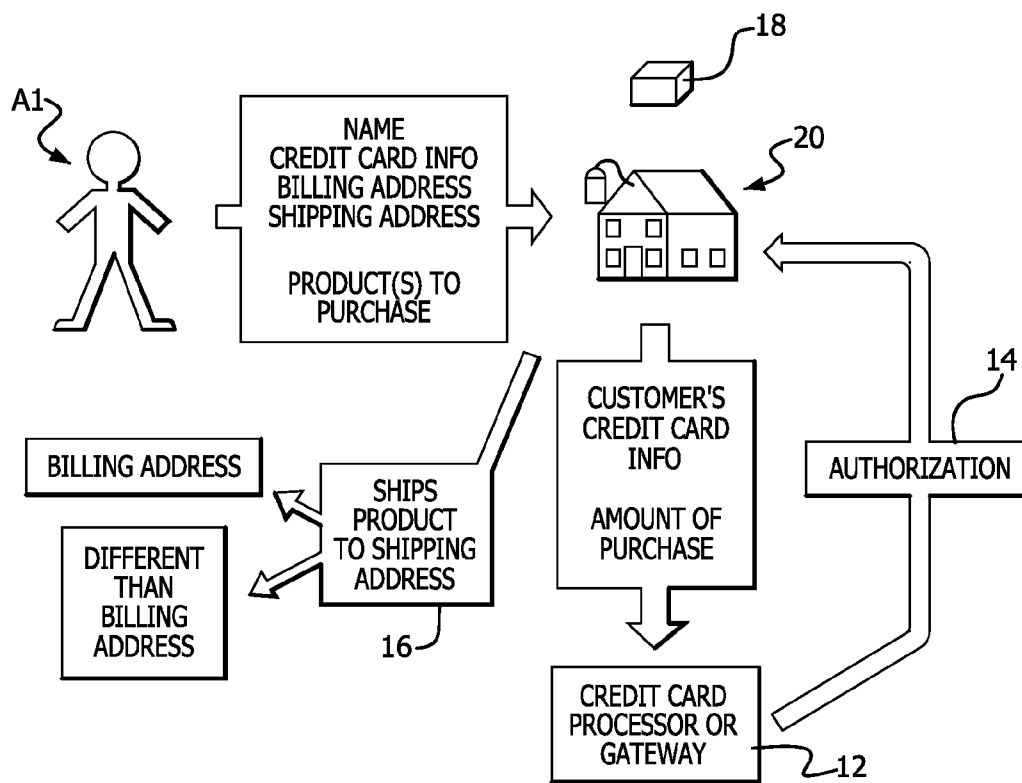 18
A1
NAME
CREDIT CARD INFO
BILLING ADDRESS
SHIPPING ADDRESS
PRODUCT(S) TO
PURCHASE
20
CUSTOMER'S
CREDIT CARD
INFO
AMOUNT OF
PURCHASE
14
AUTHORIZATION
BILLING ADDRESS
DIFFERENT
THAN
BILLING
ADDRESS
SHIPS
PRODUCT
TO SHIPPING
ADDRESS
16
CREDIT CARD
PROCESSOR OR
GATEWAY
12